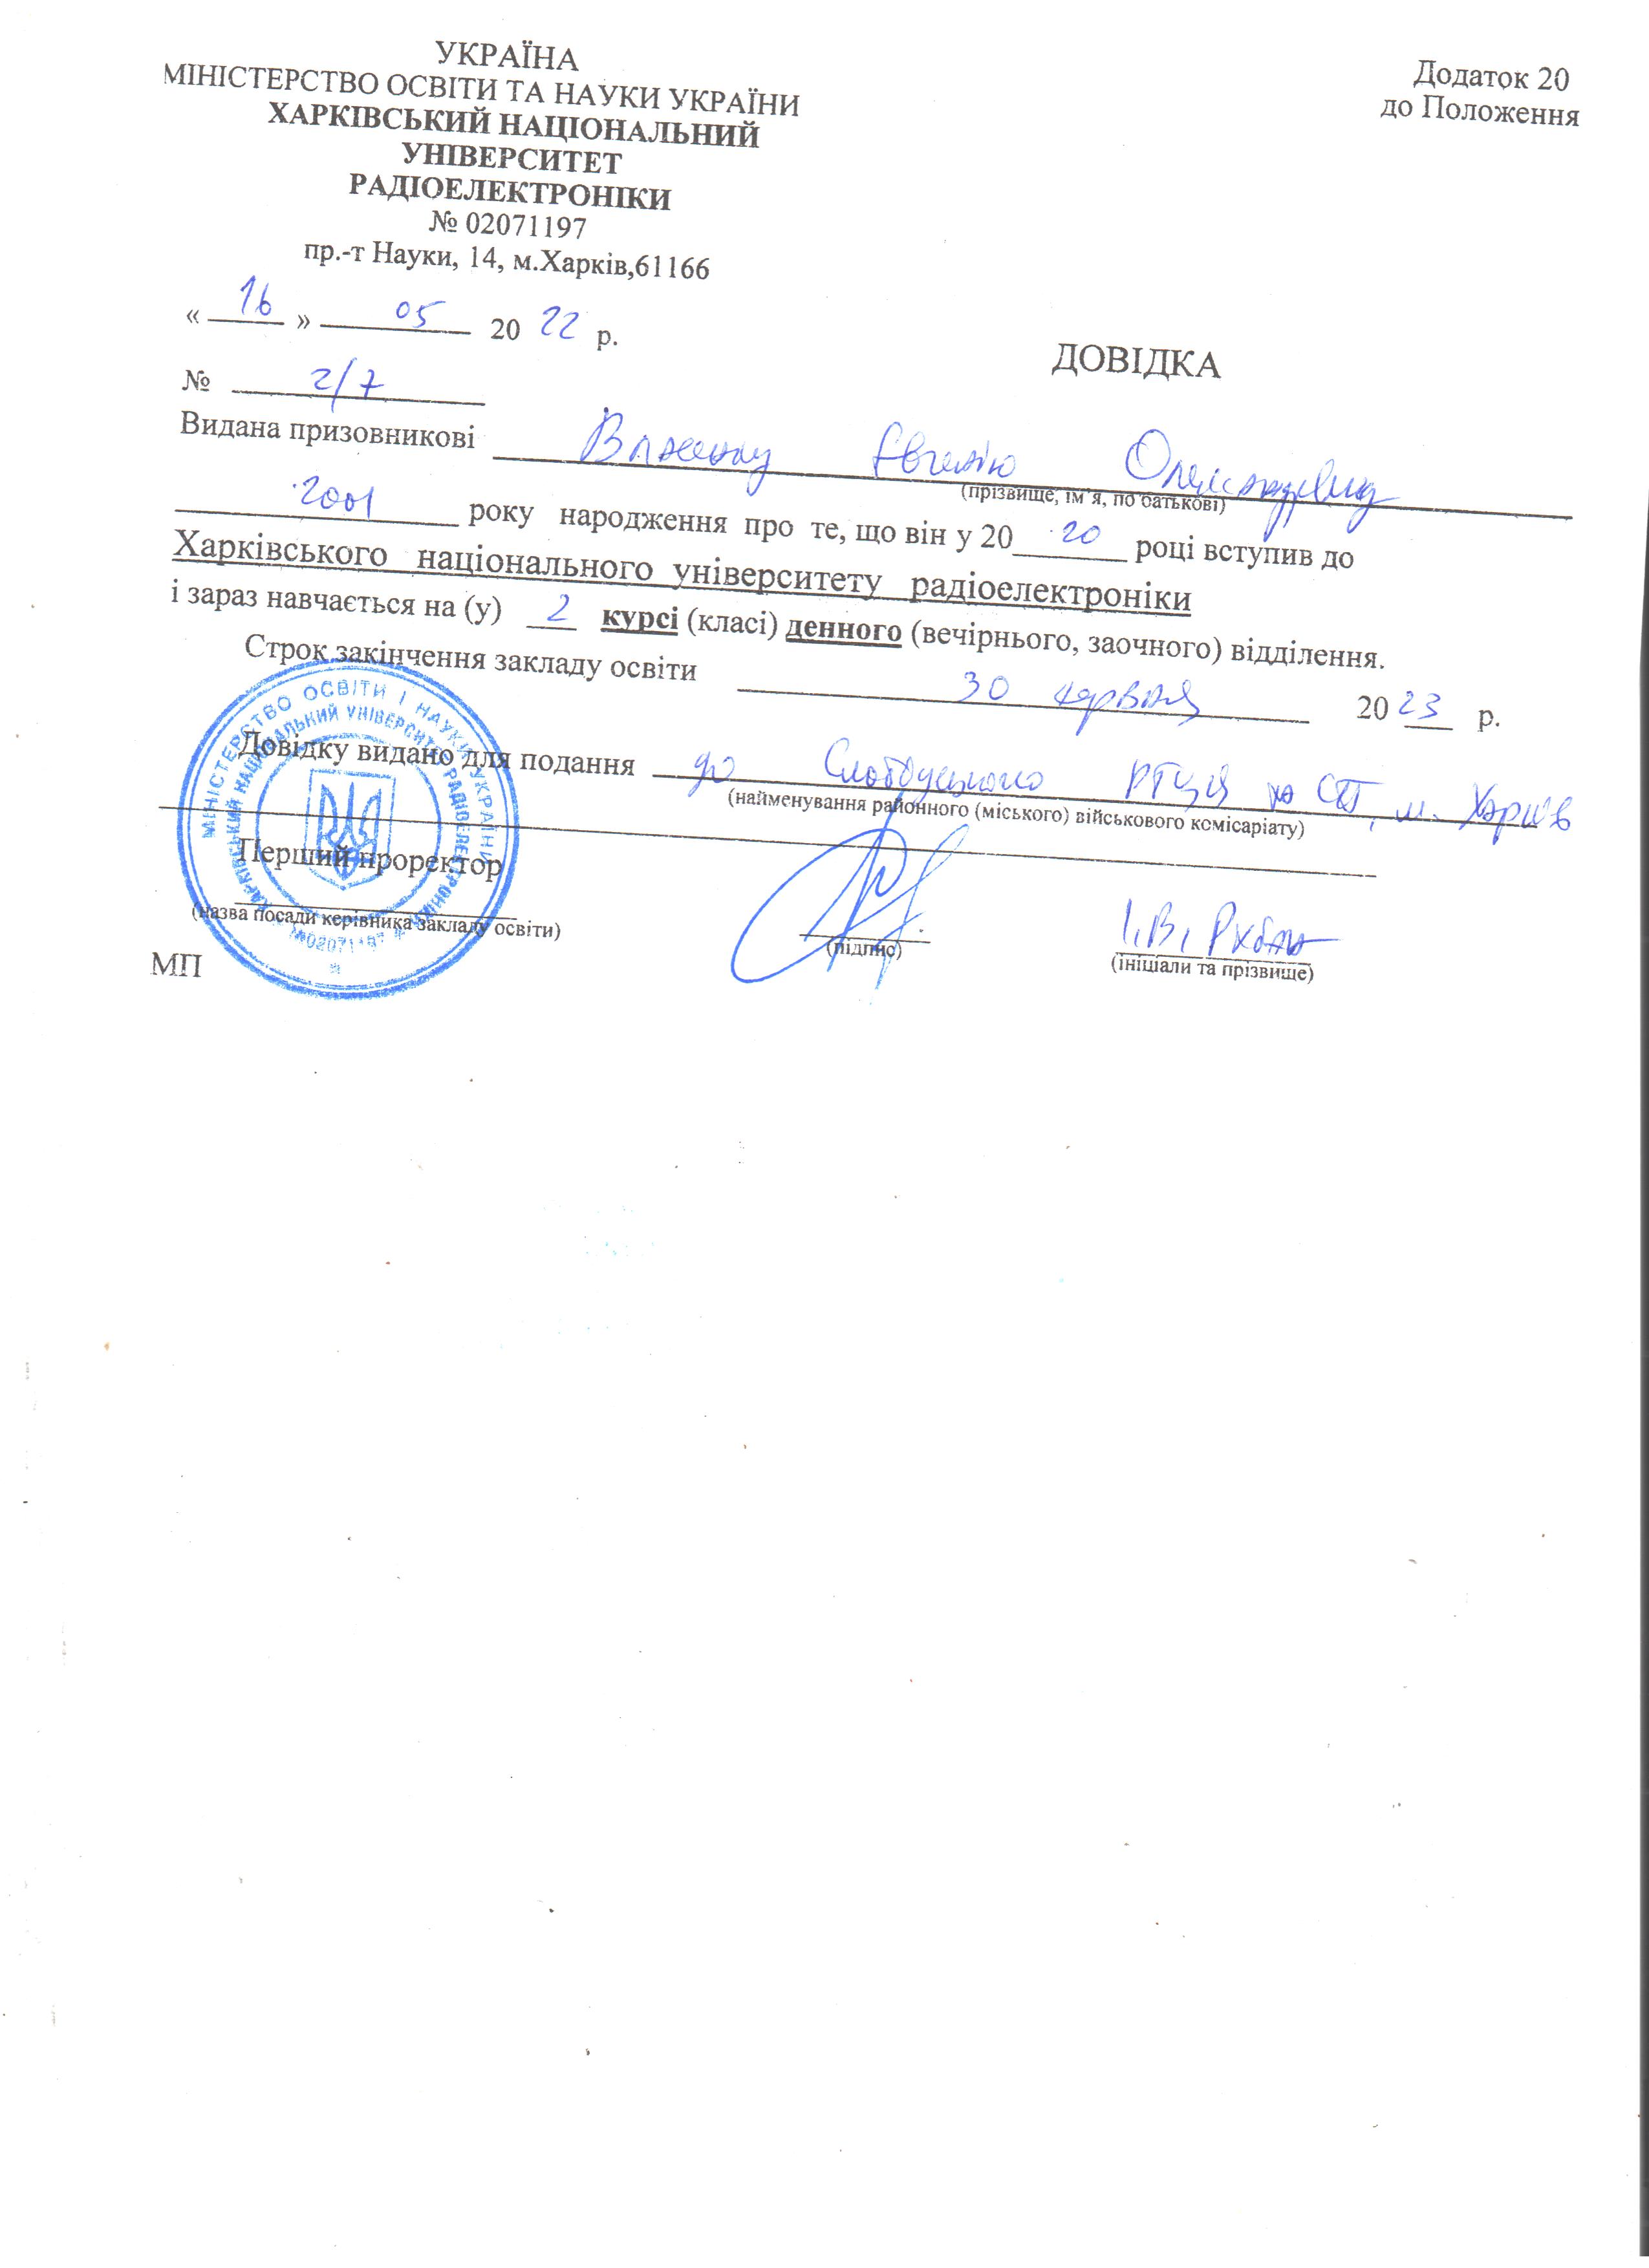 УКРАЇНА
МІНІСТЕРСТВО ОСВІТИ ТА НАУКИ УКРАЇНИ
ХАРКІВСЬКИЙ НАЦІОНАЛЬНИЙ
УНІВЕРСИТЕТ
РАДІОЕЛЕКТРОНІКИ
№ 02071197
пр.-т Науки, 14, м.Харків,61166
Додаток 20
до Положення
« 16 » 05 20 22 р.
ДОВІДКА
№ 2/7
Видана призовникові Євгенію Олександровичу
(прізвище, ім'я, по батькові)
2001 року народження про те, що він у 20 20 році вступив до
Харківського національного університету радіоелектроніки
і зараз навчається на (у) 2 курсі (класі) денного (вечірнього, заочного) відділення.
Строк закінчення закладу освіти 30 червня 20 23 р.
Довідку видано для подання до Слобідського РТЦК та СП, м. Харків
(найменування районного (міського) військового комісаріату)
Перший проректор
(назва посади керівника закладу освіти)
(підпис)
І.В.
(ініціали та прізвище)
МП
МІНІСТЕРСТВО ОСВІТИ І НАУКИ УКРАЇНИ
ХАРКІВСЬКИЙ НАЦІОНАЛЬНИЙ УНІВЕРСИТЕТ РАДІОЕЛЕКТРОНІКИ
02071197